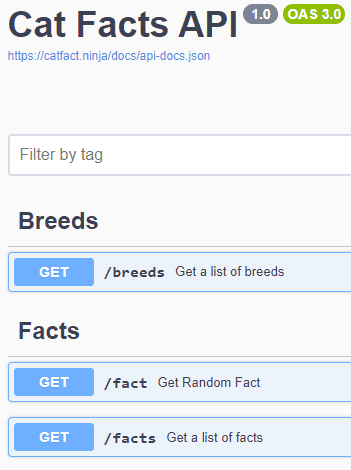 Cat Facts API 1.0 OAS 3.0
https://catfact.ninja/docs/api-docs.json
Filter by tag
Breeds
GET /breeds Get a list of breeds
Facts
GET /fact Get Random Fact
GET /facts Get a list of facts